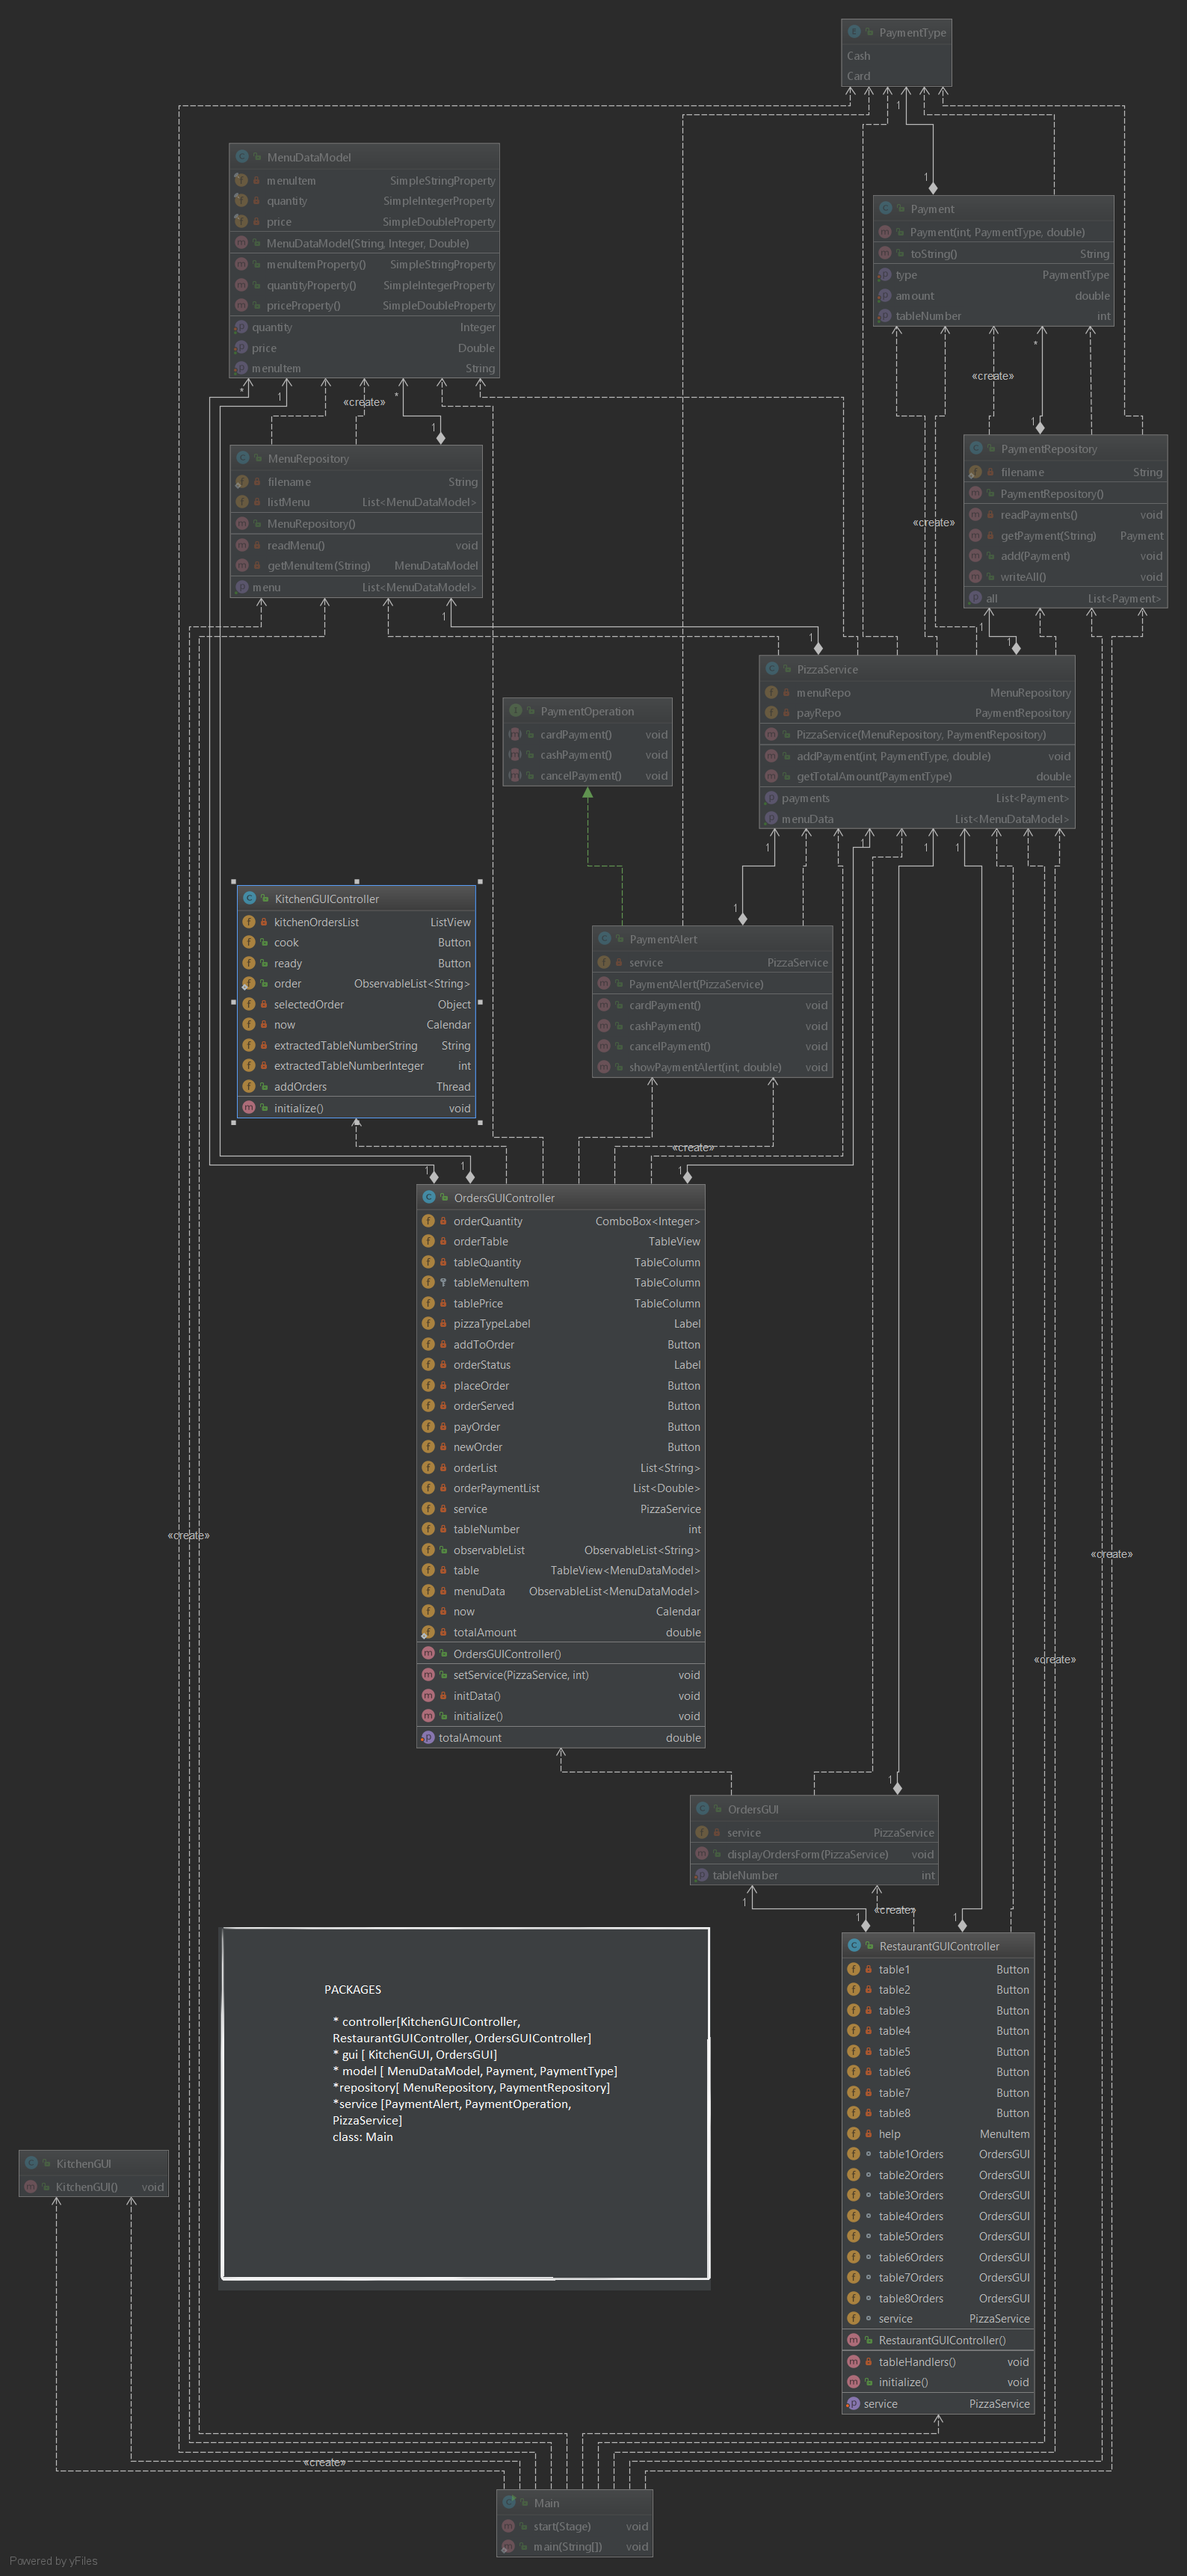 PaymentType
Cash
Card
MenuDataModel
menuItem SimpleStringProperty
quantity SimpleIntegerProperty
price SimpleDoubleProperty
MenuDataModel(String, Integer, Double)
menuItemProperty() SimpleStringProperty
quantityProperty() SimpleIntegerProperty
priceProperty() SimpleDoubleProperty
quantity Integer
price Double
menuItem String
Payment
Payment(int, PaymentType, double)
toString() String
type PaymentType
amount double
tableNumber int
«create»
«create»
MenuRepository
filename String
listMenu List<MenuDataModel>
MenuRepository()
readMenu() void
getMenuItem(String) MenuDataModel
menu List<MenuDataModel>
PaymentRepository
filename String
PaymentRepository()
readPayments() void
getPayment(String) Payment
add(Payment) void
writeAll() void
all List<Payment>
«create»
PizzaService
menuRepo MenuRepository
payRepo PaymentRepository
PizzaService(MenuRepository, PaymentRepository)
addPayment(int, PaymentType, double) void
getTotalAmount(PaymentType) double
payments List<Payment>
menuData List<MenuDataModel>
PaymentOperation
cardPayment() void
cashPayment() void
cancelPayment() void
KitchenGUIController
kitchenOrdersList ListView
cook Button
ready Button
order ObservableList<String>
selectedOrder Object
now Calendar
extractedTableNumberString String
extractedTableNumberInteger int
addOrders Thread
initialize() void
PaymentAlert
service PizzaService
PaymentAlert(PizzaService)
cardPayment() void
cashPayment() void
cancelPayment() void
showPaymentAlert(int, double) void
«create»
OrdersGUIController
orderQuantity ComboBox<Integer>
orderTable TableView
tableQuantity TableColumn
tableMenuItem TableColumn
tablePrice TableColumn
pizzaTypeLabel Label
addToOrder Button
orderStatus Label
placeOrder Button
orderServed Button
payOrder Button
newOrder Button
orderList List<String>
orderPaymentList List<Double>
service PizzaService
tableNumber int
observableList ObservableList<String>
table TableView<MenuDataModel>
menuData ObservableList<MenuDataModel>
now Calendar
totalAmount double
OrdersGUIController()
setService(PizzaService, int) void
initData() void
initialize() void
totalAmount double
«create»
«create»
«create»
OrdersGUI
service PizzaService
displayOrdersForm(PizzaService) void
tableNumber int
«create»
RestaurantGUIController
table1 Button
table2 Button
table3 Button
table4 Button
table5 Button
table6 Button
table7 Button
table8 Button
help MenuItem
table1Orders OrdersGUI
table2Orders OrdersGUI
table3Orders OrdersGUI
table4Orders OrdersGUI
table5Orders OrdersGUI
table6Orders OrdersGUI
table7Orders OrdersGUI
table8Orders OrdersGUI
service PizzaService
RestaurantGUIController()
tableHandlers() void
initialize() void
service PizzaService
PACKAGES
* controller[KitchenGUIController,
RestaurantGUIController, OrdersGUIController]
* gui [ KitchenGUI, OrdersGUI]
* model [ MenuDataModel, Payment, PaymentType]
*repository[ MenuRepository, PaymentRepository]
*service [PaymentAlert, PaymentOperation,
PizzaService]
class: Main
KitchenGUI
KitchenGUI() void
«create»
Main
start(Stage) void
main(String[]) void
Powered by yFiles